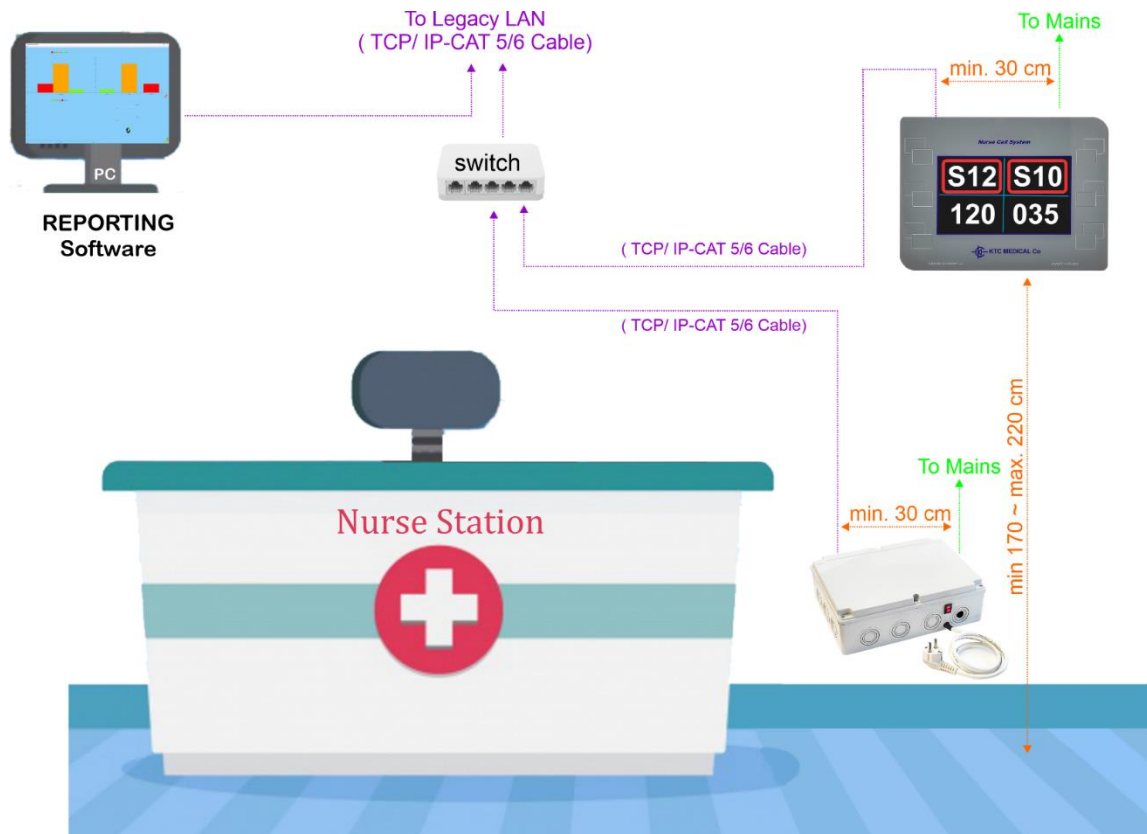 To Legacy LAN
( TCP/ IP-CAT 5/6 Cable)
To Mains
min. 30 cm
PC
REPORTING
Software
switch
Nurse Call System
S12 S10
120 035
KTC MEDICAL Co
( TCP/ IP-CAT 5/6 Cable)
( TCP/ IP-CAT 5/6 Cable)
min 170 ~ max. 220 cm
To Mains
min. 30 cm
Nurse Station